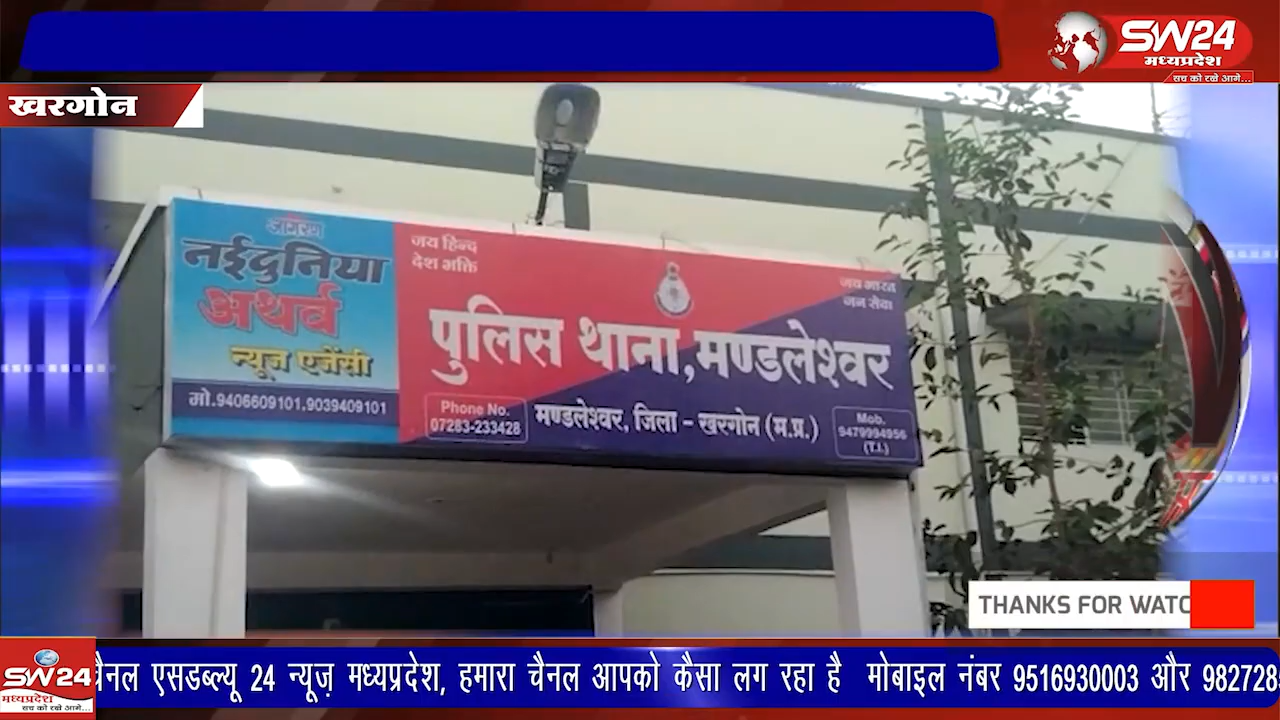 SW24
मध्यप्रदेश
सच को रखे आगे...
खरगोन
जागरण
नईदुनिया
अथर्व
न्यूज एजेंसी
मो.9406609101.9039409101
जय हिन्द
देश भक्ति
जय भारत
जन सेवा
पुलिस थाना,मण्डलेश्वर
Phone No.
07283-233428
मण्डलेश्वर, जिला - खरगोन (म.प्र.)
Mob.
9479994956
(T.I.)
THANKS FOR WATC
SW24
मध्यप्रदेश
सच को रखे आगे...
चैनल एसडब्ल्यू 24 न्यूज़ मध्यप्रदेश, हमारा चैनल आपको कैसा लग रहा है मोबाइल नंबर 9516930003 और 982728